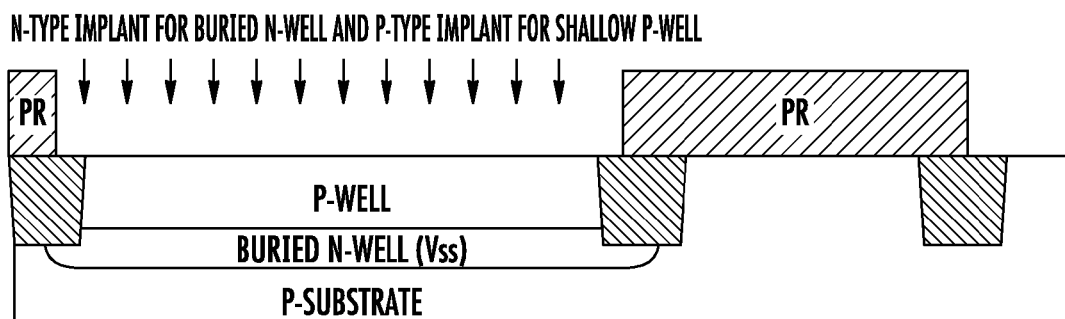 N-TYPE IMPLANT FOR BURIED N-WELL AND P-TYPE IMPLANT FOR SHALLOW P-WELL
PR
PR
P-WELL
BURIED N-WELL (Vss)
P-SUBSTRATE